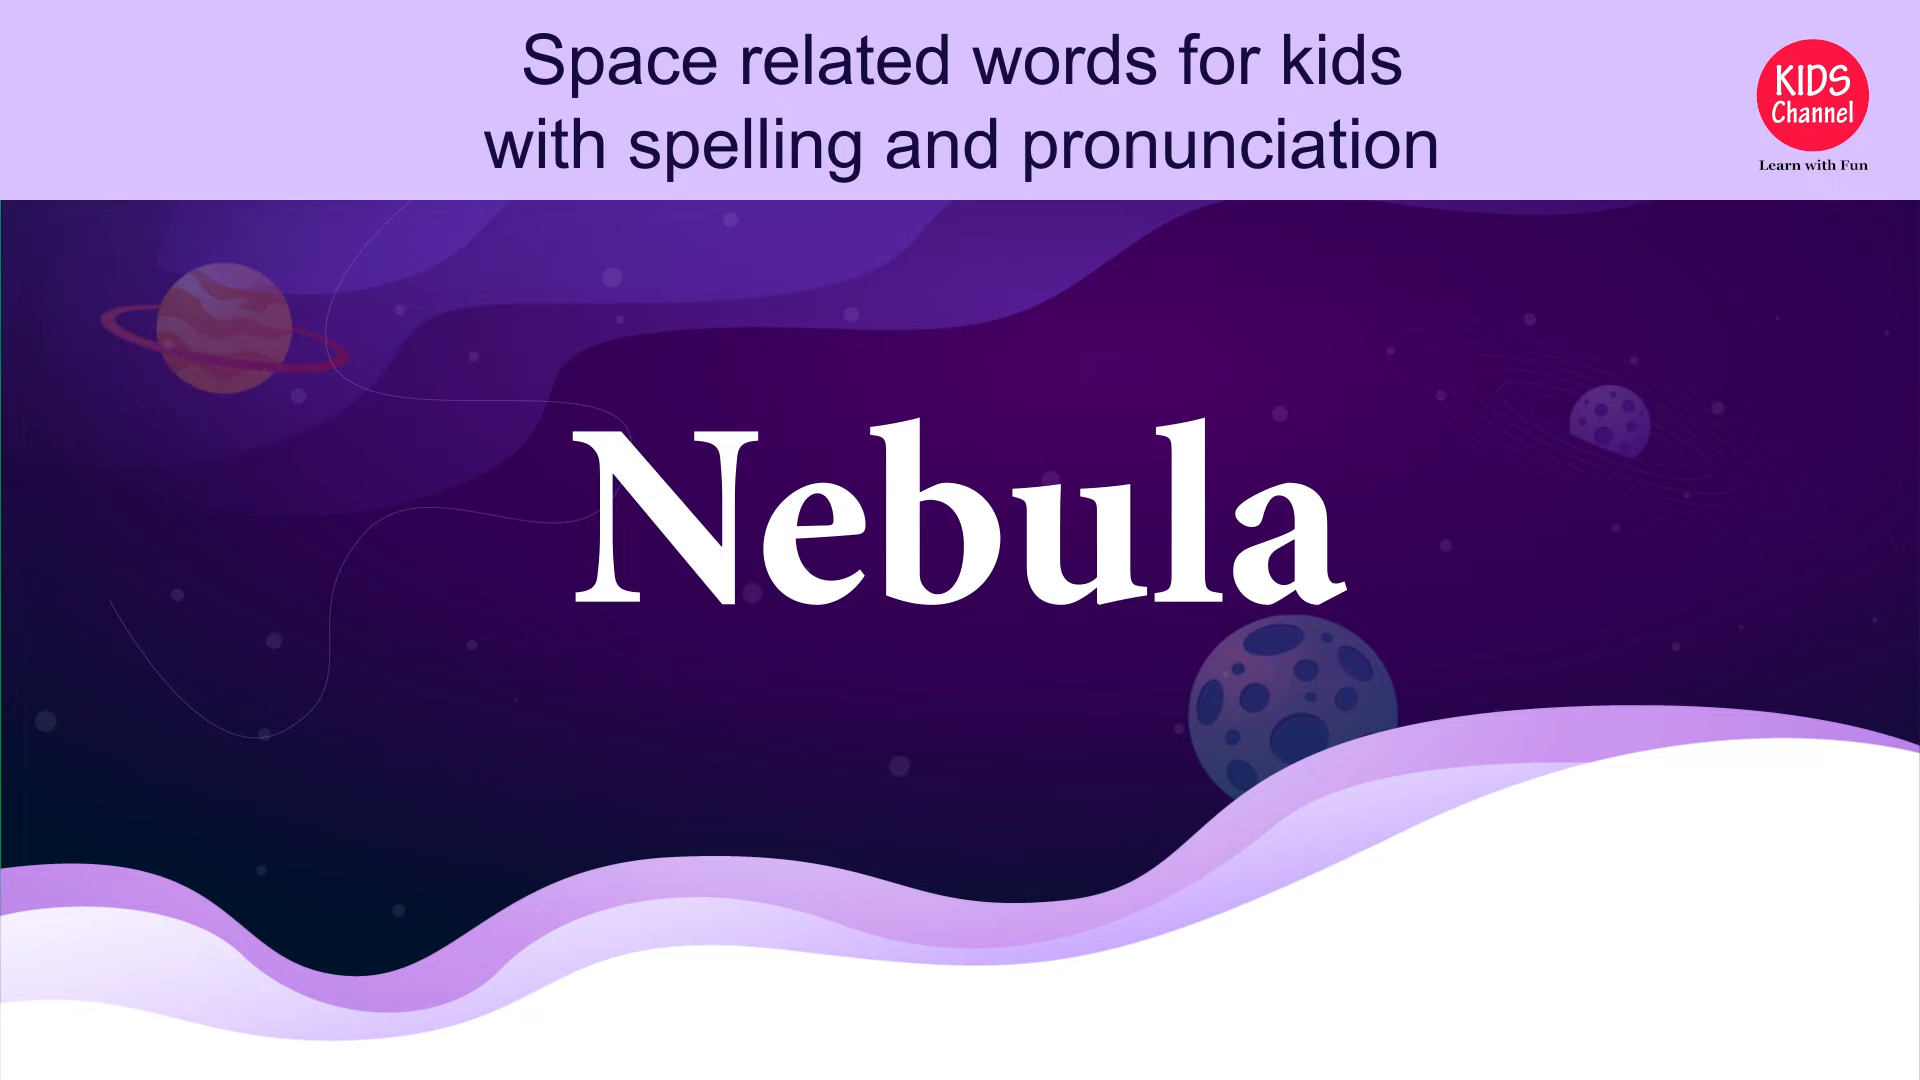 Space related words for kids
with spelling and pronunciation
KIDS
Channel
Learn with Fun
Nebula